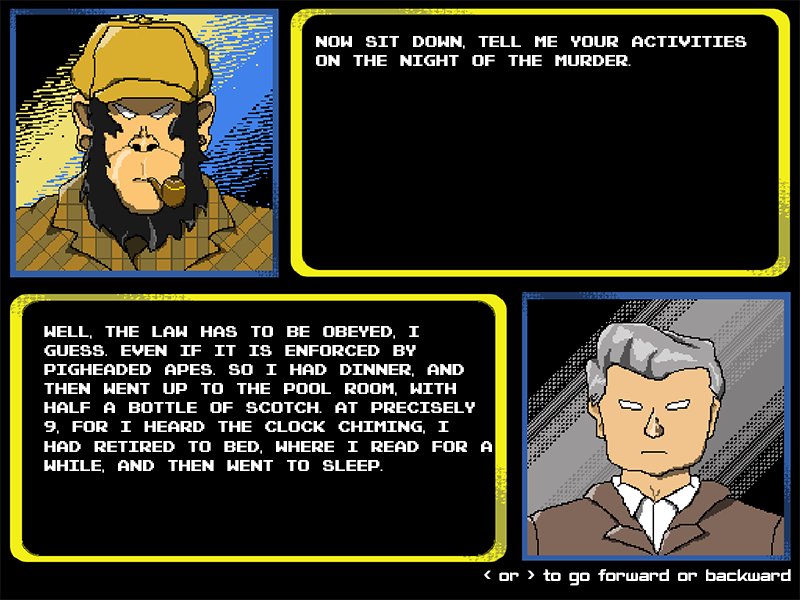 NOW SIT DOWN, TELL ME YOUR ACTIVITIES
ON THE NIGHT OF THE MURDER.
WELL, THE LAW HAS TO BE OBEYED, I
GUESS. EVEN IF IT IS ENFORCED BY
PIGHEADED APES. SO I HAD DINNER, AND
THEN WENT UP TO THE POOL ROOM, WITH
HALF A BOTTLE OF SCOTCH. AT PRECISELY
9, FOR I HEARD THE CLOCK CHIMING, I
HAD RETIRED TO BED, WHERE I READ FOR A
WHILE, AND THEN WENT TO SLEEP.
< or > to go forward or backward